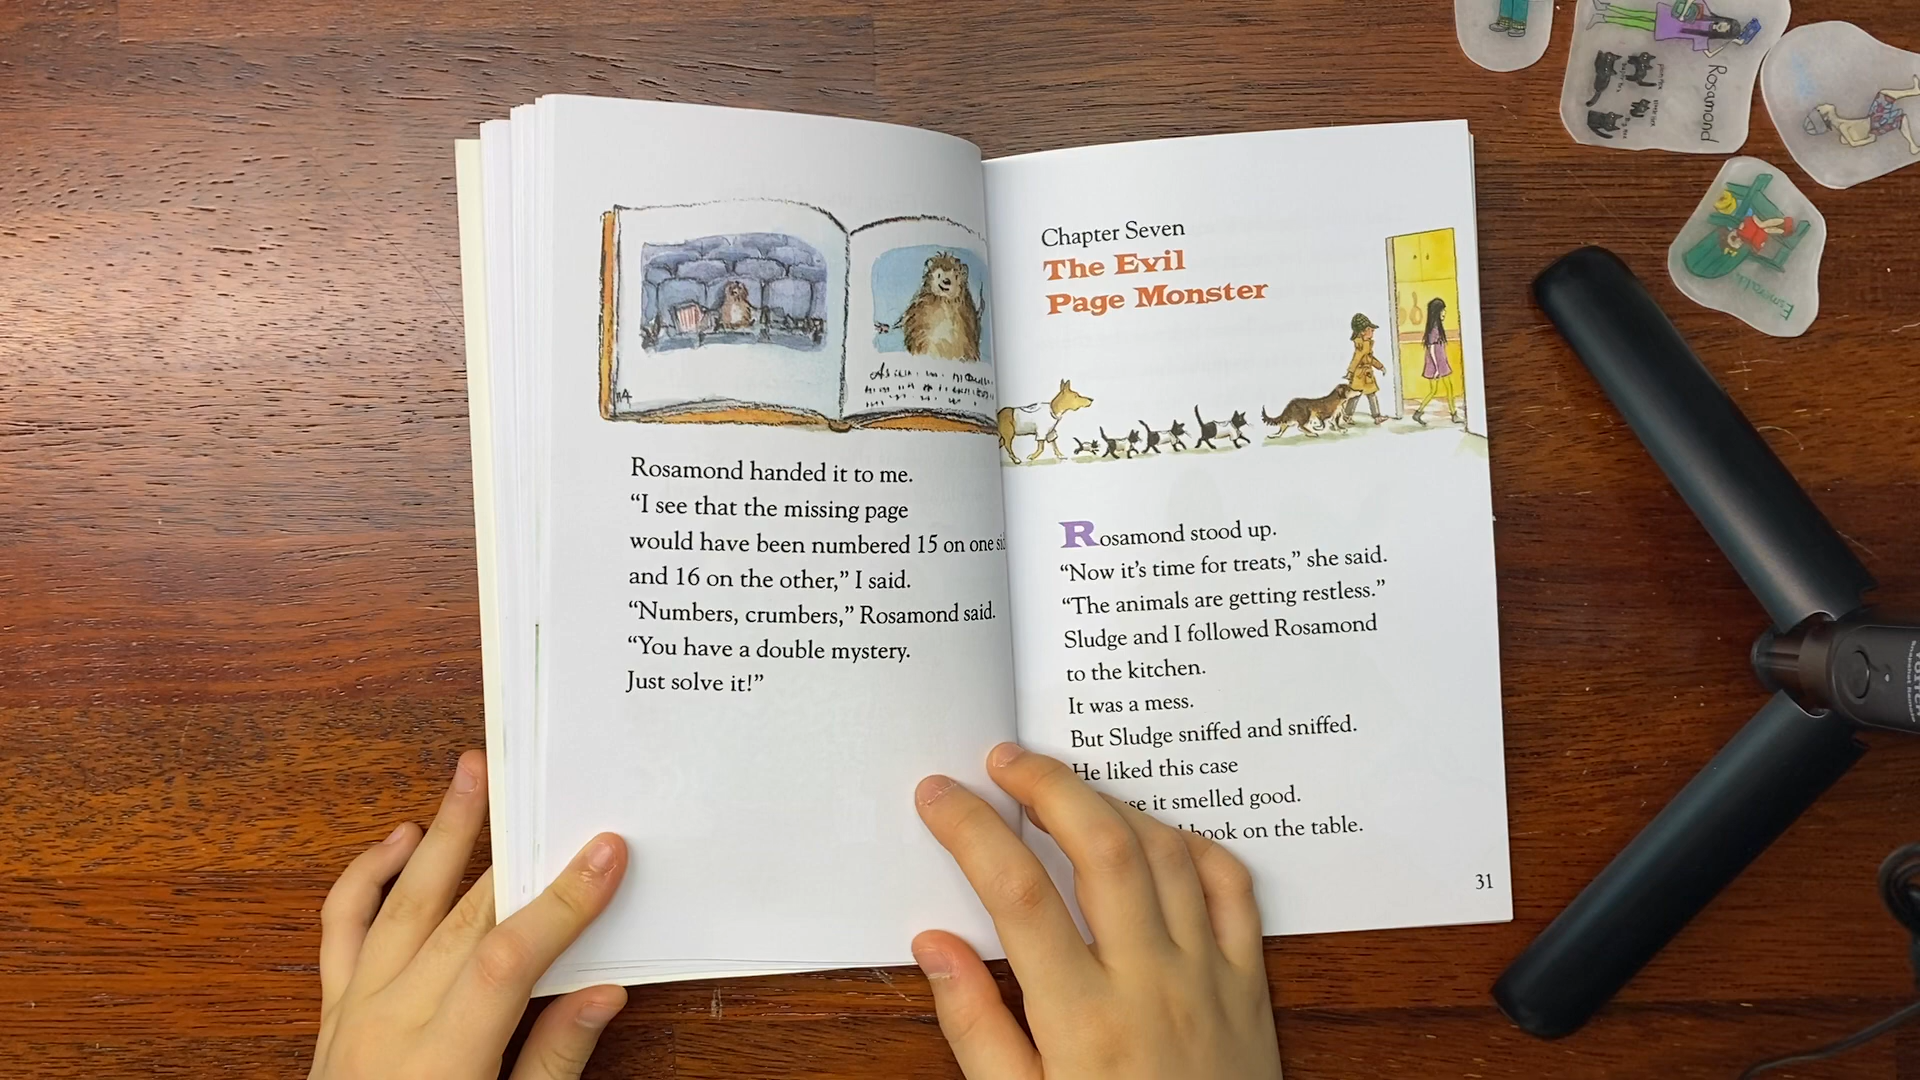 14
Rosamond handed it to me.
“I see that the missing page
would have been numbered 15 on one
and 16 on the other,” I said.
“Numbers, crumbers,” Rosamond said.
“You have a double mystery.
Just solve it!”
Chapter Seven
The Evil
Page Monster
Rosamond stood up.
“Now it’s time for treats,” she said.
“The animals are getting restless.”
Sludge and I followed Rosamond
to the kitchen.
It was a mess.
But Sludge sniffed and sniffed.
He liked this case
it smelled good.
book on the table.
31
Rosamond
Esmeralda